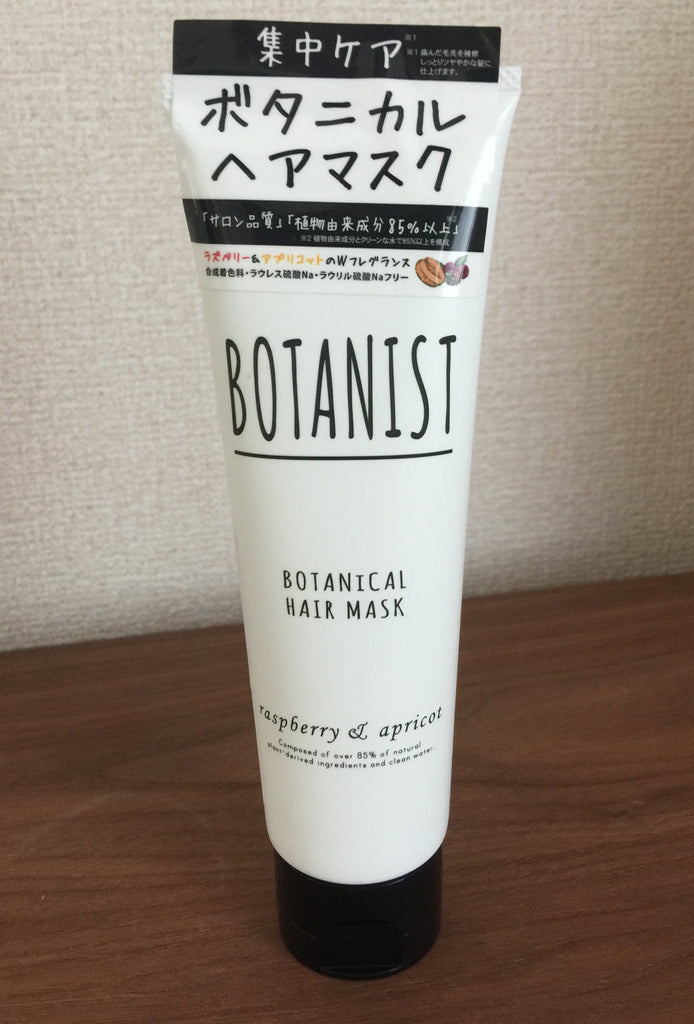 集中ケア※1
※1 痛んだ毛先を補修
しっとりツヤやかな髪に
仕上げます。
ボタニカル
ヘアマスク
「サロン品質」「植物由来成分85%以上」※2
※2 植物由来成分とクリーンな水で85%以上を構成
ラズベリー&アプリコットのWフレグランス
合成着色料・ラウレス硫酸Na・ラウリル硫酸Naフリー
BOTANIST
BOTANICAL
HAIR MASK
raspberry & apricot
Composed of over 85% of natural
plant-derived ingredients and clean water.